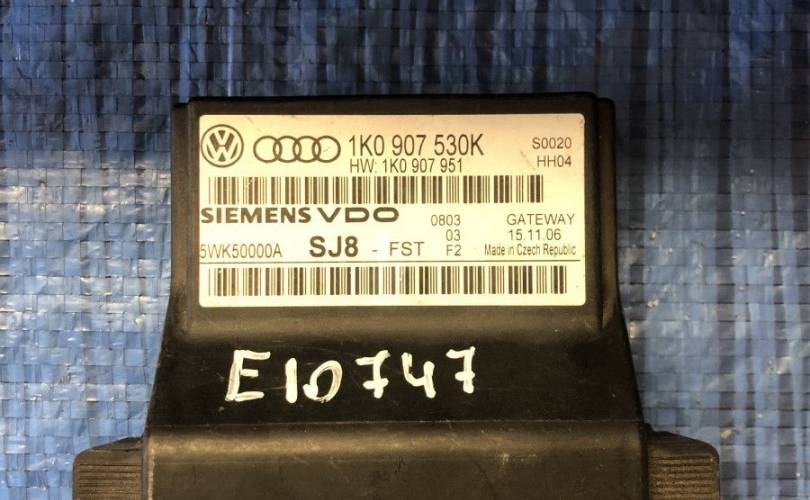 1K0 907 530K S0020
HW: 1K0 907 951 HH04
SIEMENS VDO 0803 GATEWAY
03 15.11.06
5WK50000A SJ8 - FST F2 Made in Czech Republic
E10747